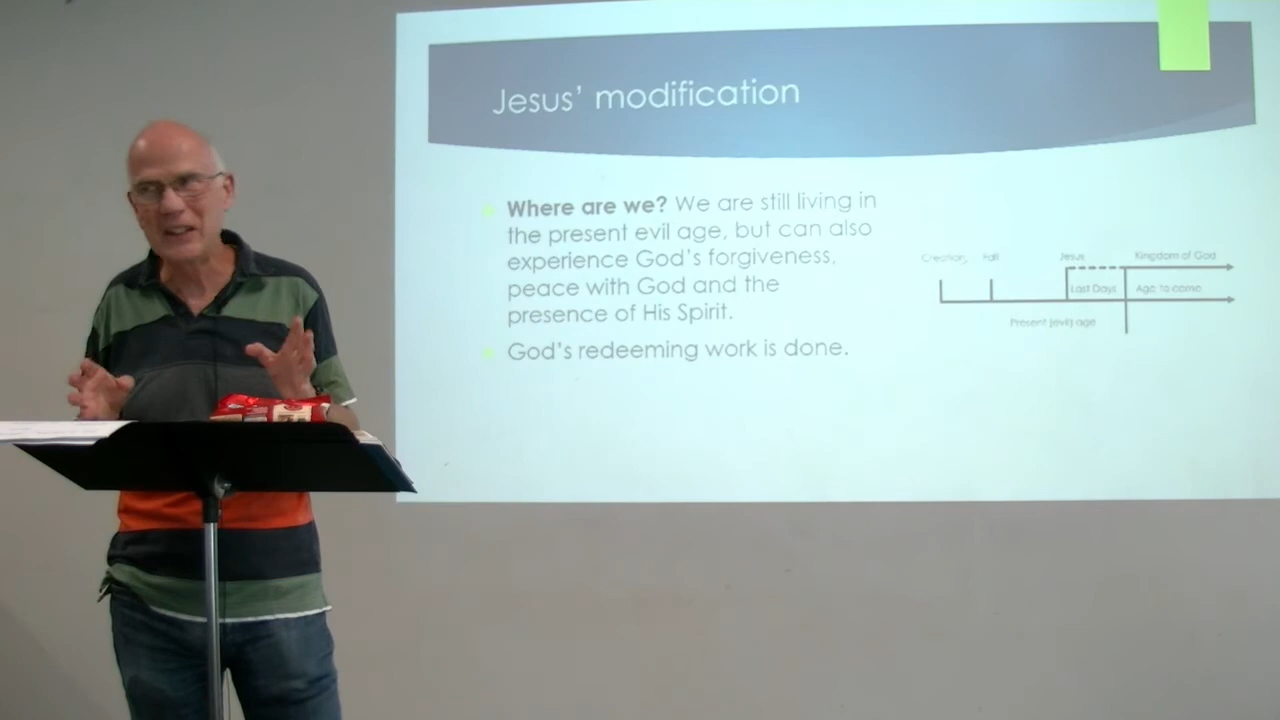 Jesus' modification
Where are we? We are still living in
the present evil age, but can also
experience God's forgiveness,
peace with God and the
presence of His Spirit.
God's redeeming work is done.
Creation Fall Jesus Kingdom of God
Last Days Age to come
Present (evil) age